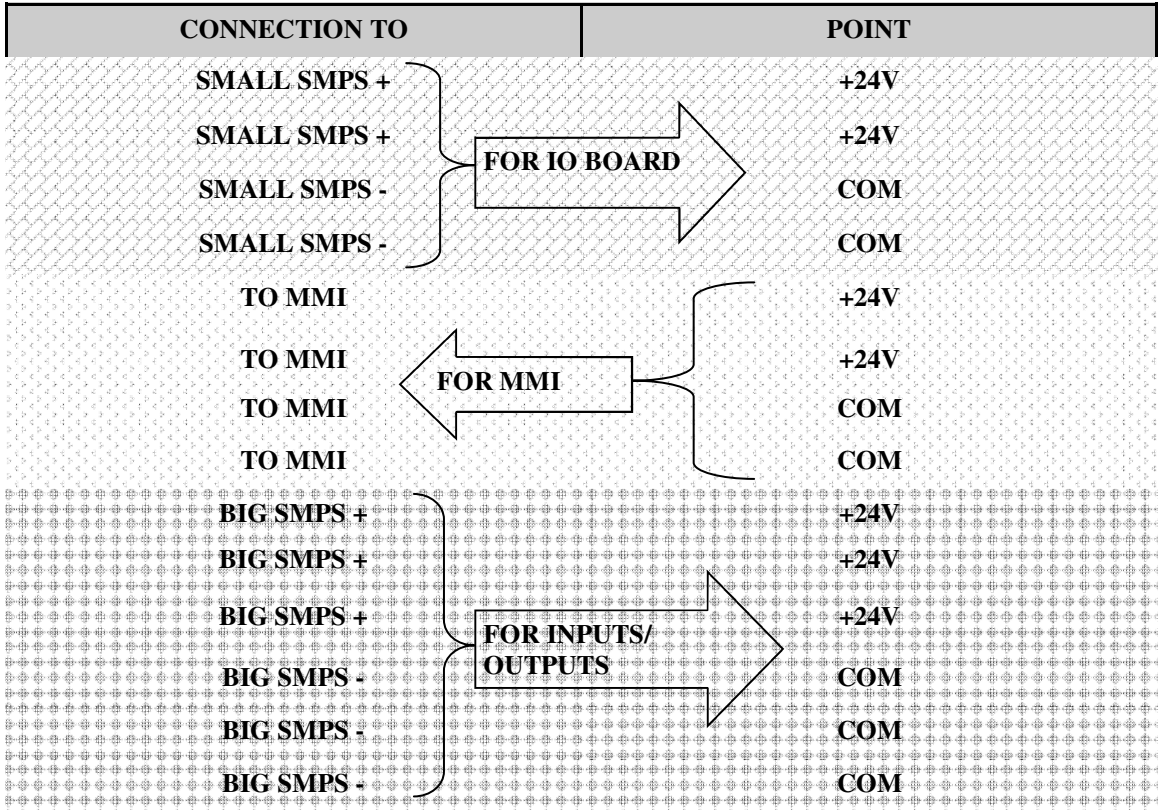 CONNECTION TO POINT
SMALL SMPS + +24V
SMALL SMPS + +24V
FOR IO BOARD
SMALL SMPS - COM
SMALL SMPS - COM
TO MMI +24V
TO MMI +24V
FOR MMI
TO MMI COM
TO MMI COM
BIG SMPS + +24V
BIG SMPS + +24V
BIG SMPS + +24V
FOR INPUTS/
OUTPUTS
BIG SMPS - COM
BIG SMPS - COM
BIG SMPS - COM